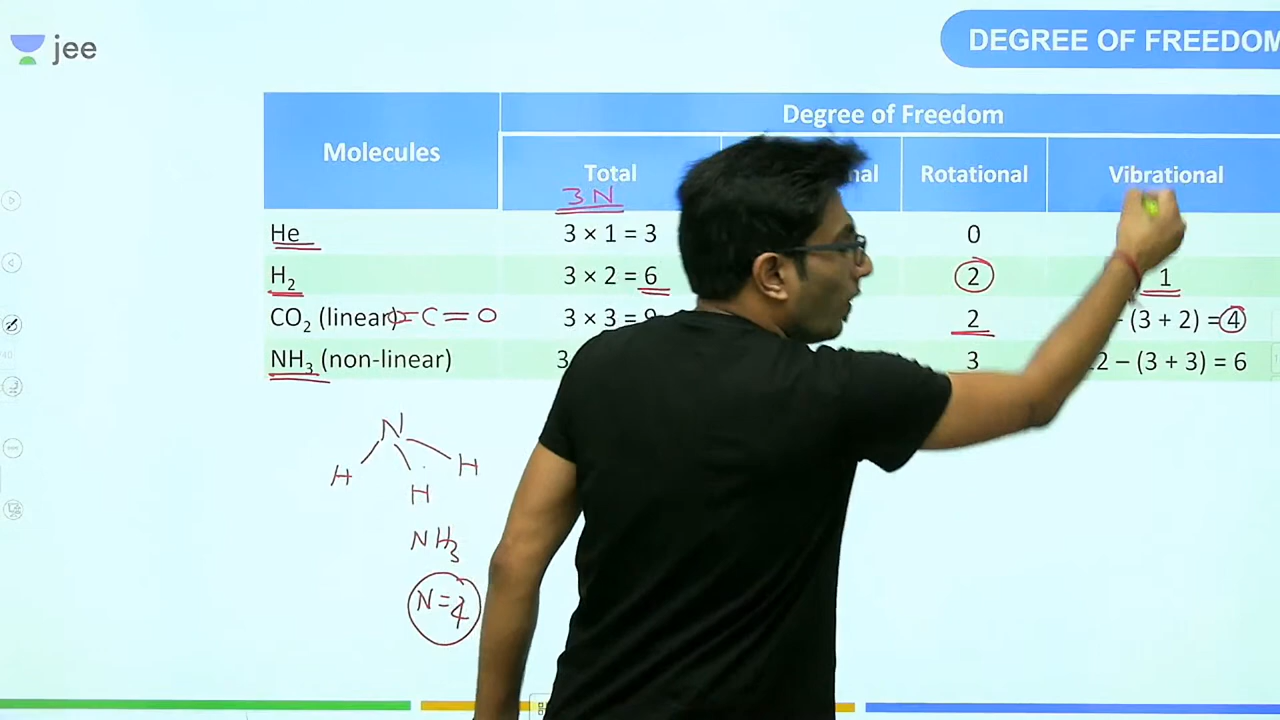 jee
DEGREE OF FREEDOM
Molecules
Degree of Freedom
Total
Rotational
Vibrational
3N
He
3 × 1 = 3
0
H₂
3 × 2 = 6
2
1
CO₂ (linear)
O=C=O
3 × 3 =
2
– (3 + 2) = 4
NH₃ (non-linear)
3
3
2 – (3 + 3) = 6
N
H
H
H
NH₃
N=4